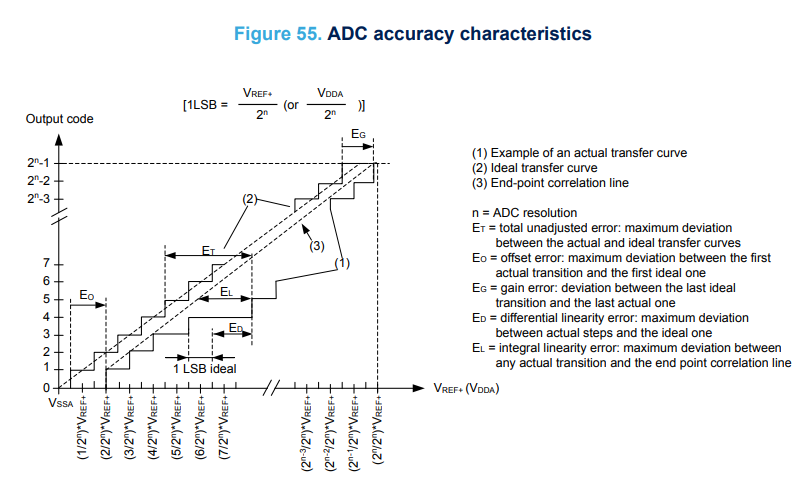 Figure 55. ADC accuracy characteristics
[1LSB = VREF+/2ⁿ (or VDDA/2ⁿ )]
Output code
EG
2ⁿ-1
2ⁿ-2
2ⁿ-3
(2)
(3)
(1)
ET
7
6
5
4
3
2
1
0
EO
EL
ED
1 LSB ideal
VSSA
VREF+ (VDDA)
(1/2ⁿ)*VREF+
(2/2ⁿ)*VREF+
(3/2ⁿ)*VREF+
(4/2ⁿ)*VREF+
(5/2ⁿ)*VREF+
(6/2ⁿ)*VREF+
(7/2ⁿ)*VREF+
(2ⁿ-3/2ⁿ)*VREF+
(2ⁿ-2/2ⁿ)*VREF+
(2ⁿ-1/2ⁿ)*VREF+
(2ⁿ/2ⁿ)*VREF+
(1) Example of an actual transfer curve
(2) Ideal transfer curve
(3) End-point correlation line
n = ADC resolution
ET = total unadjusted error: maximum deviation
between the actual and ideal transfer curves
EO = offset error: maximum deviation between the first
actual transition and the first ideal one
EG = gain error: deviation between the last ideal
transition and the last actual one
ED = differential linearity error: maximum deviation
between actual steps and the ideal one
EL = integral linearity error: maximum deviation between
any actual transition and the end point correlation line